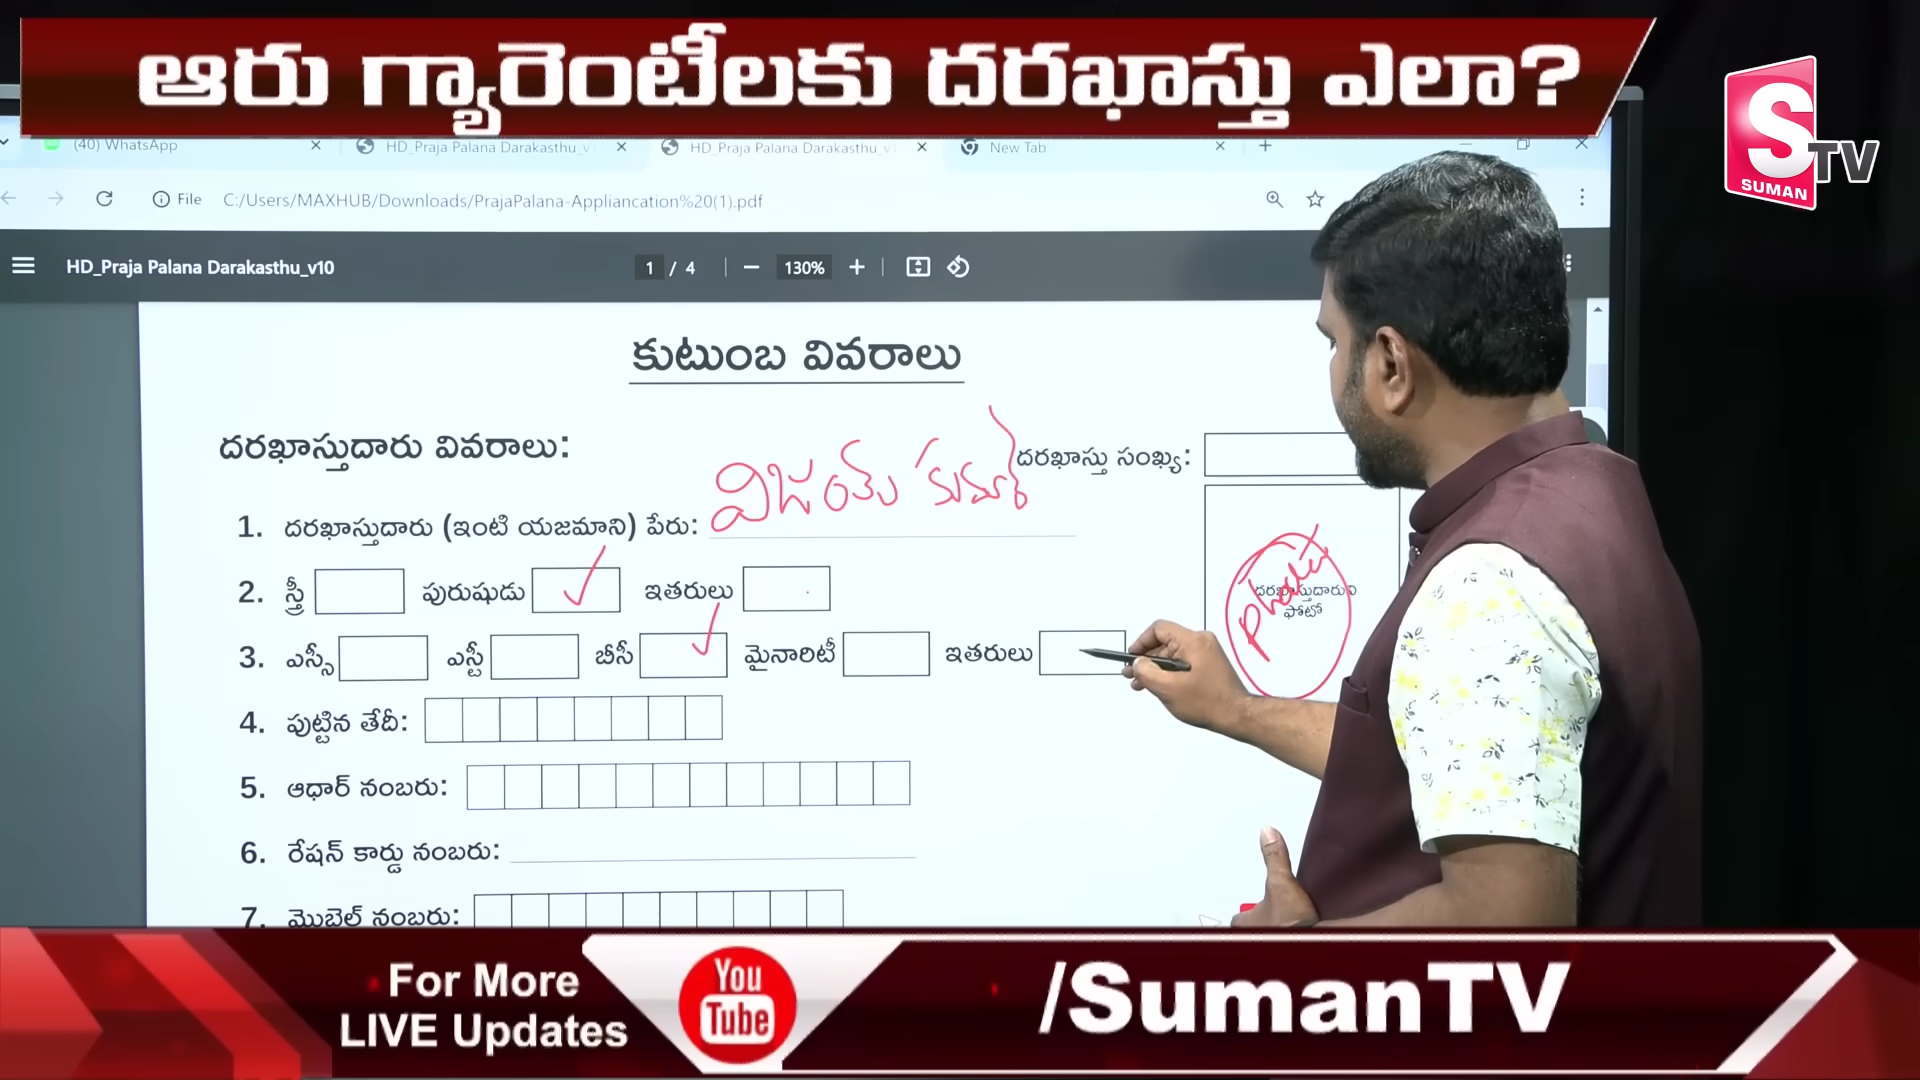 ఆరు గ్యారెంటీలకు దరఖాస్తు ఎలా?
S TV
SUMAN
(40) WhatsApp
HD_Praja Palana Darakasthu_v
HD_Praja Palana Darakasthu_v
New Tab
File C:/Users/MAXHUB/Downloads/PrajaPalana-Appliancation%20(1).pdf
HD_Praja Palana Darakasthu_v10
1 / 4
130%
కుటుంబ వివరాలు
దరఖాస్తుదారు వివరాలు:
దరఖాస్తు సంఖ్య:
1. దరఖాస్తుదారు (ఇంటి యజమాని) పేరు: విజయ్ కుమార్
2. స్త్రీ పురుషుడు ఇతరులు
దరఖాస్తుదారుని
ఫోటో
photo
3. ఎస్సీ ఎస్టీ బీసీ మైనారిటీ ఇతరులు
4. పుట్టిన తేదీ:
5. ఆధార్ నంబరు:
6. రేషన్ కార్డు నంబరు:
7. మొబైల్ నంబరు:
For More
LIVE Updates
You
Tube
/SumanTV